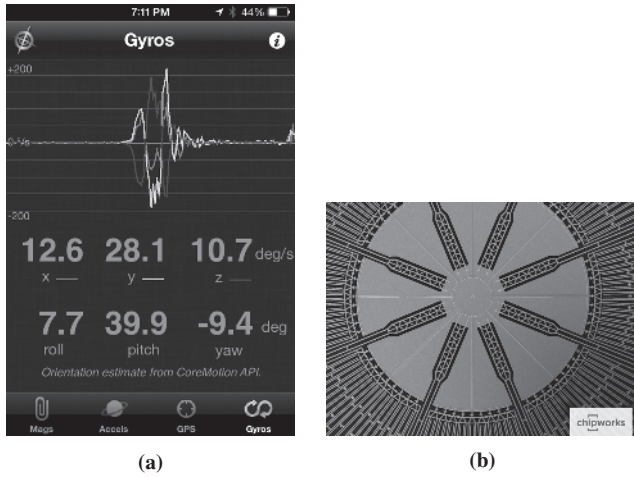 7:11 PM 44%
Gyros
+200
0 °/s
-200
12.6 28.1 10.7 deg/s
x y z
7.7 39.9 -9.4 deg
roll pitch yaw
Orientation estimate from CoreMotion API.
Mags Accels GPS Gyros
chipworks
(a) (b)